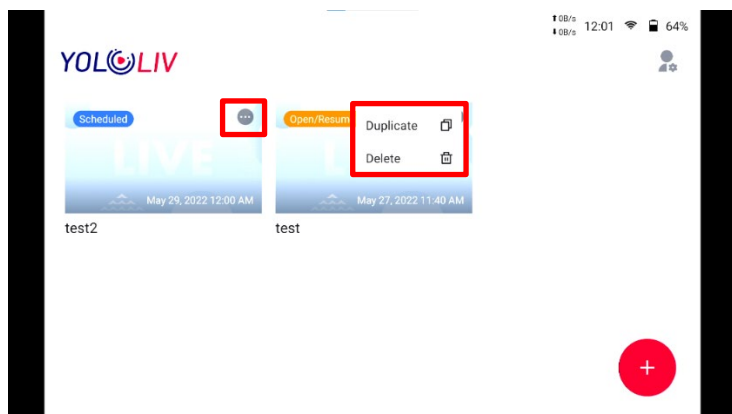 ↑ 0B/s
↓ 0B/s
12:01
64%
YOLOLIV
Scheduled
LIVE
May 29, 2022 12:00 AM
Open/Resum
Duplicate
Delete
May 27, 2022 11:40 AM
test2
test